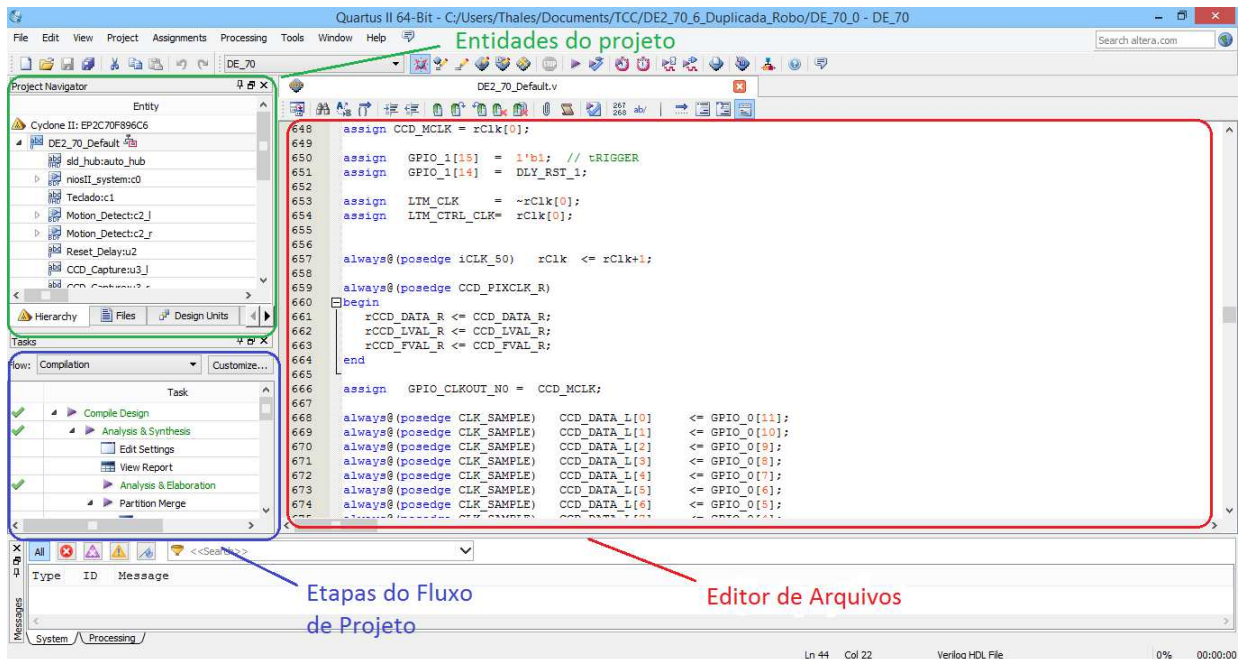 Quartus II 64-Bit - C:/Users/Thales/Documents/TCC/DE2_70_6_Duplicada_Robo/DE_70_0 - DE_70
File Edit View Project Assignments Processing Tools Window Help
Search altera.com
Entidades do projeto
DE_70
Project Navigator
DE2_70_Default.v
Entity
Cyclone II: EP2C70F896C6
DE2_70_Default
sld_hub:auto_hub
niosII_system:c0
Teclado:c1
Motion_Detect:c2_l
Motion_Detect:c2_r
Reset_Delay:u2
CCD_Capture:u3_l
Hierarchy Files Design Units
Tasks
Flow: Compilation Customize...
Task
Compile Design
Analysis & Synthesis
Edit Settings
View Report
Analysis & Elaboration
Partition Merge
267
268 ab/
648 assign CCD_MCLK = rClk[0];
649
650 assign GPIO_1[15] = 1'b1; // tRIGGER
651 assign GPIO_1[14] = DLY_RST_1;
652
653 assign LTM_CLK = ~rClk[0];
654 assign LTM_CTRL_CLK= rClk[0];
655
656
657 always@(posedge iCLK_50) rClk <= rClk+1;
658
659 always@(posedge CCD_PIXCLK_R)
660 begin
661 rCCD_DATA_R <= CCD_DATA_R;
662 rCCD_LVAL_R <= CCD_LVAL_R;
663 rCCD_FVAL_R <= CCD_FVAL_R;
664 end
665
666 assign GPIO_CLKOUT_N0 = CCD_MCLK;
667
668 always@(posedge CLK_SAMPLE) CCD_DATA_L[0] <= GPIO_0[11];
669 always@(posedge CLK_SAMPLE) CCD_DATA_L[1] <= GPIO_0[10];
670 always@(posedge CLK_SAMPLE) CCD_DATA_L[2] <= GPIO_0[9];
671 always@(posedge CLK_SAMPLE) CCD_DATA_L[3] <= GPIO_0[8];
672 always@(posedge CLK_SAMPLE) CCD_DATA_L[4] <= GPIO_0[7];
673 always@(posedge CLK_SAMPLE) CCD_DATA_L[5] <= GPIO_0[6];
674 always@(posedge CLK_SAMPLE) CCD_DATA_L[6] <= GPIO_0[5];
All <<Search>>
Type ID Message
Etapas do Fluxo
de Projeto
Editor de Arquivos
Messages
System Processing
Ln 44 Col 22 Verilog HDL File 0% 00:00:00